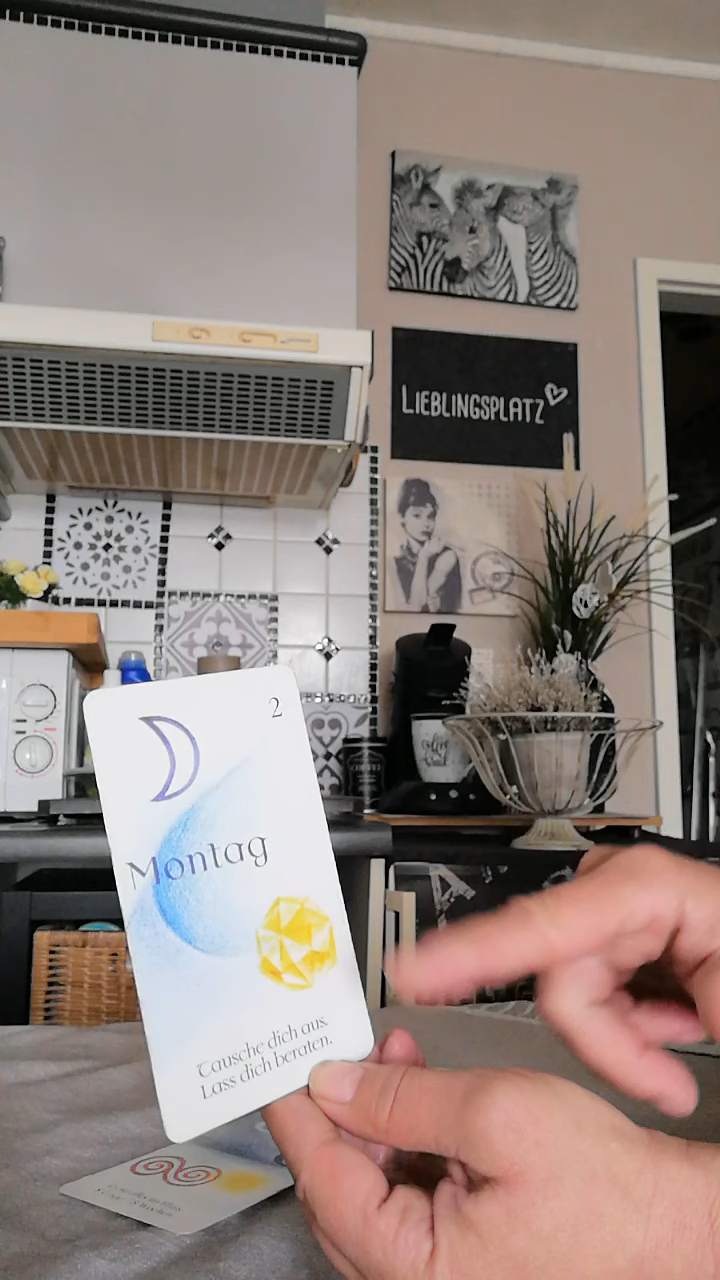 LIEBLINGSPLATZ
2
Montag
Tausche dich aus.
Lass dich beraten.